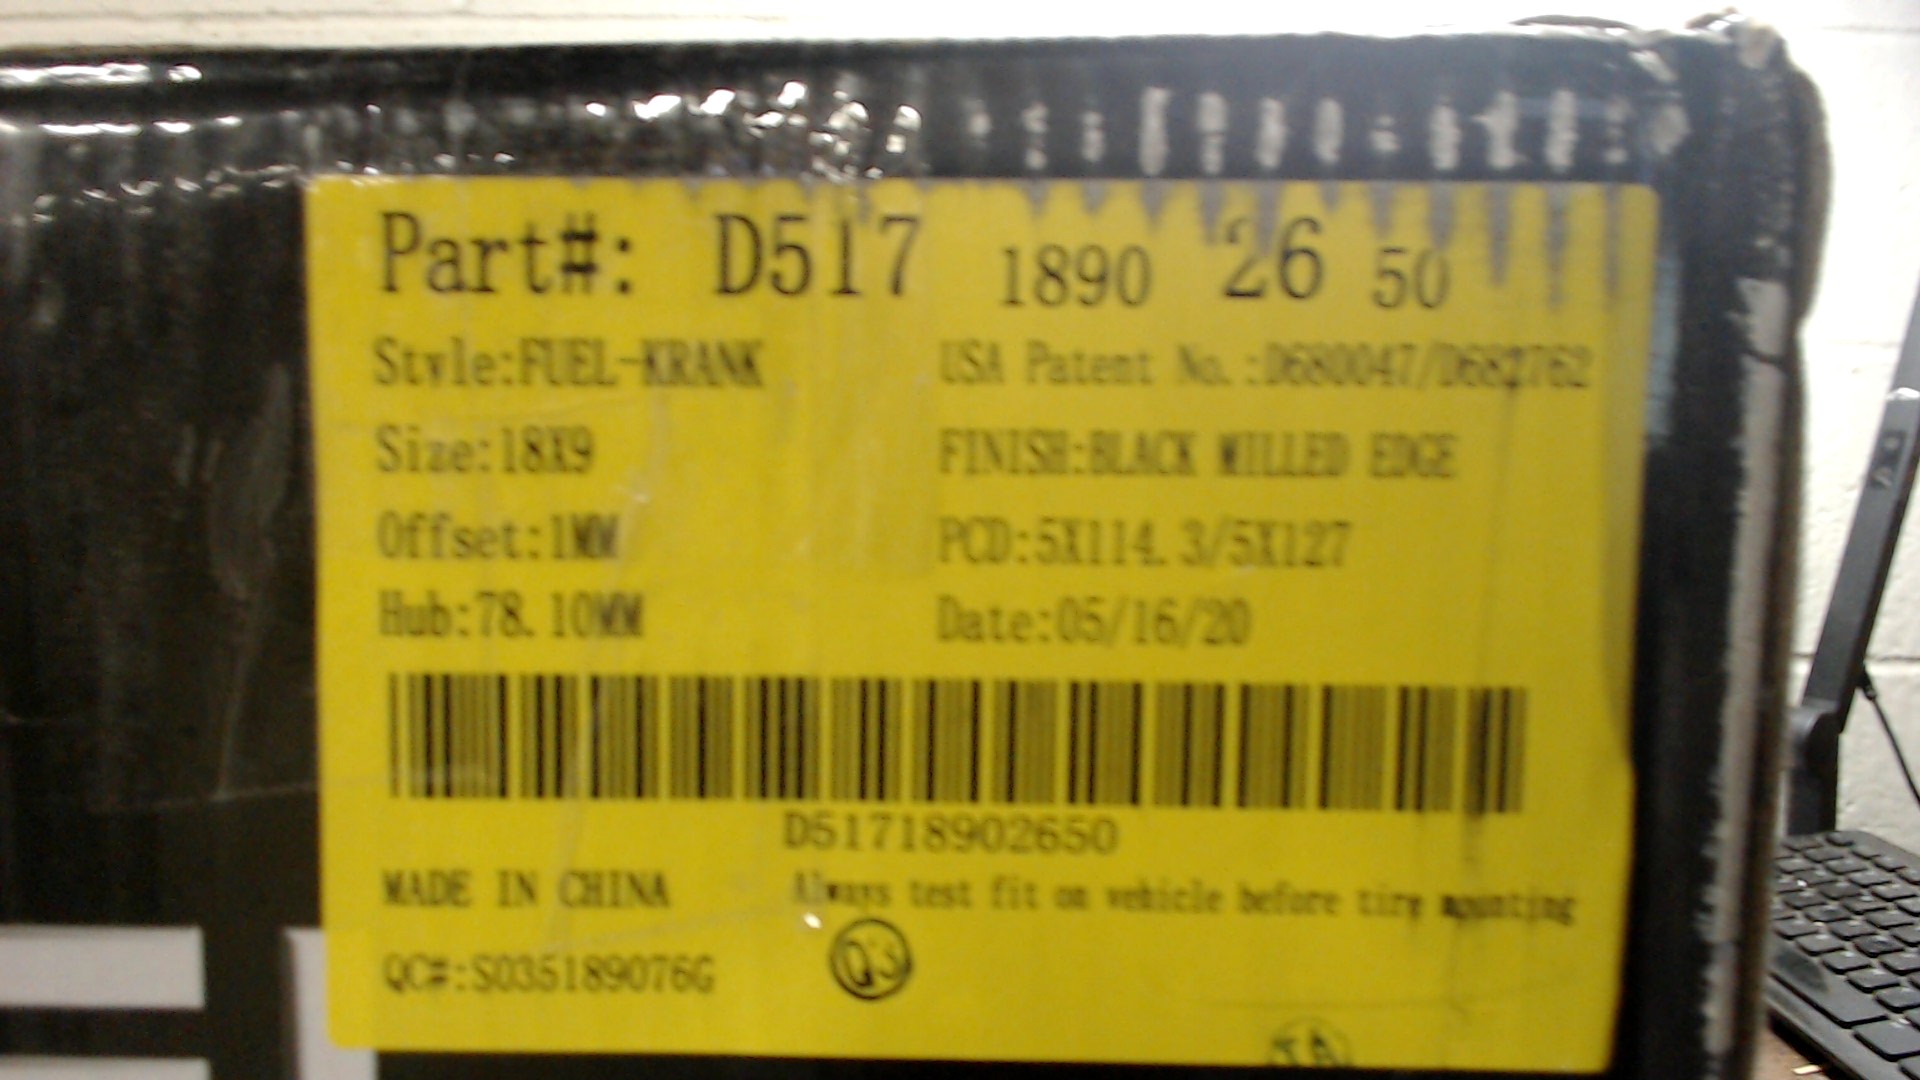 Part#: D517 1890 26 50
Style:FUEL-KRANK USA Patent No.:D680047/D682762
Size:18X9 FINISH:BLACK MILLED EDGE
Offset:1MM PCD:5X114.3/5X127
Hub:78.10MM Date:05/16/20
D51718902650
MADE IN CHINA Always test fit on vehicle before tire mounting
QC#:S035189076G